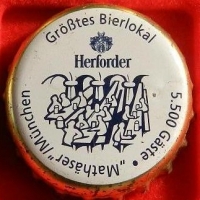 Größtes Bierlokal
Herforder
5.500 Gäste • „Mathäser” München